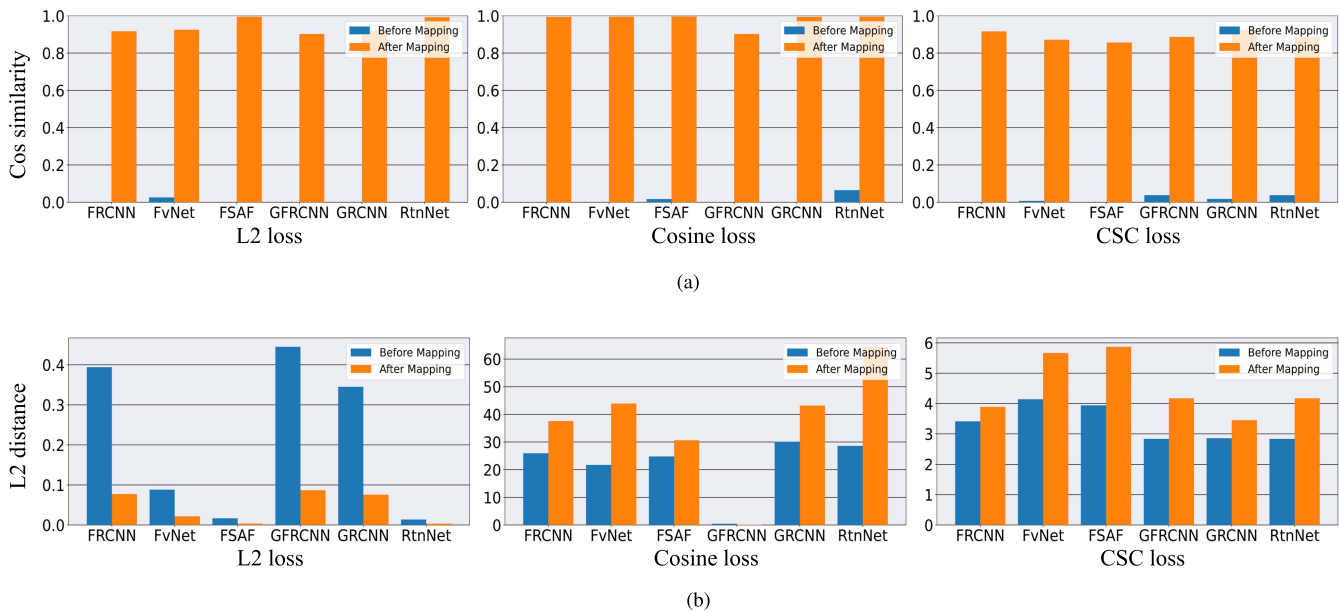 Cos similarity
1.0
0.8
0.6
0.4
0.2
0.0
Before Mapping
After Mapping
FRCNN FvNet FSAF GFRCNN GRCNN RtnNet
L2 loss
1.0
0.8
0.6
0.4
0.2
0.0
Before Mapping
After Mapping
FRCNN FvNet FSAF GFRCNN GRCNN RtnNet
Cosine loss
1.0
0.8
0.6
0.4
0.2
0.0
Before Mapping
After Mapping
FRCNN FvNet FSAF GFRCNN GRCNN RtnNet
CSC loss
(a)
L2 distance
0.4
0.3
0.2
0.1
0.0
Before Mapping
After Mapping
FRCNN FvNet FSAF GFRCNN GRCNN RtnNet
L2 loss
60
50
40
30
20
10
0
Before Mapping
After Mapping
FRCNN FvNet FSAF GFRCNN GRCNN RtnNet
Cosine loss
6
5
4
3
2
1
0
Before Mapping
After Mapping
FRCNN FvNet FSAF GFRCNN GRCNN RtnNet
CSC loss
(b)